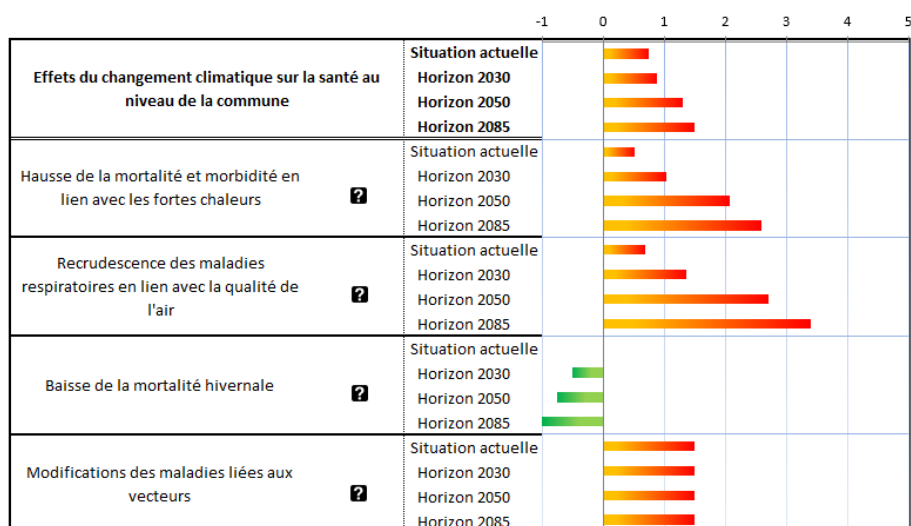 -1 0 1 2 3 4 5
Effets du changement climatique sur la santé au
niveau de la commune
Situation actuelle
Horizon 2030
Horizon 2050
Horizon 2085
Hausse de la mortalité et morbidité en
lien avec les fortes chaleurs
?
Situation actuelle
Horizon 2030
Horizon 2050
Horizon 2085
Recrudescence des maladies
respiratoires en lien avec la qualité de
l'air
?
Situation actuelle
Horizon 2030
Horizon 2050
Horizon 2085
Baisse de la mortalité hivernale
?
Situation actuelle
Horizon 2030
Horizon 2050
Horizon 2085
Modifications des maladies liées aux
vecteurs
?
Situation actuelle
Horizon 2030
Horizon 2050
Horizon 2085